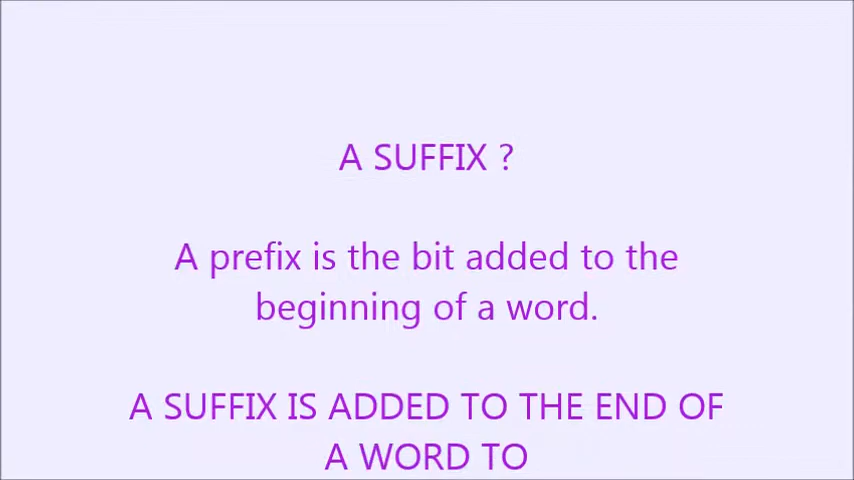 A SUFFIX ?
A prefix is the bit added to the
beginning of a word.
A SUFFIX IS ADDED TO THE END OF
A WORD TO